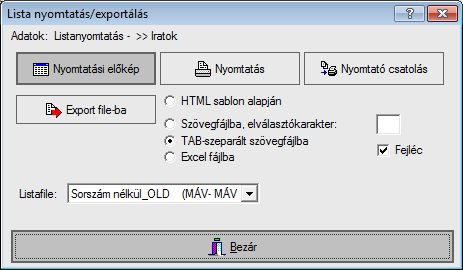 Lista nyomtatás/exportálás
Adatok: Listanyomtatás - >> Iratok
Nyomtatási előkép
Nyomtatás
Nyomtató csatolás
Export file-ba
HTML sablon alapján
Szövegfájlba, elválasztókarakter:
TAB-szeparált szövegfájlba
Excel fájlba
Fejléc
Listafile:
Sorszám nélkül_OLD (MÁV- MÁV
Bezár